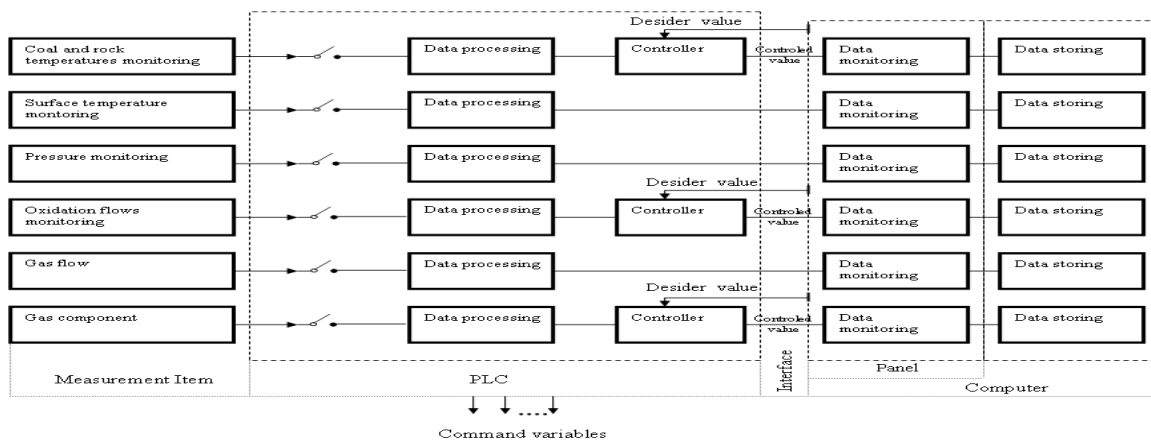 Desider value
Coal and rock
temperatures monitoring
Data processing
Controller
Controled
value
Data
monitoring
Data storing
Surface temperature
montoring
Data processing
Data
monitoring
Data storing
Pressure monitoring
Data processing
Data
monitoring
Data storing
Desider value
Oxidation flows
monitoring
Data processing
Controller
Controled
value
Data
monitoring
Data storing
Gas flow
Data processing
Data
monitoring
Data storing
Desider value
Gas component
Data processing
Controller
Controled
value
Data
monitoring
Data storing
Measurement Item
PLC
Interface
Panel
Computer
Command variables